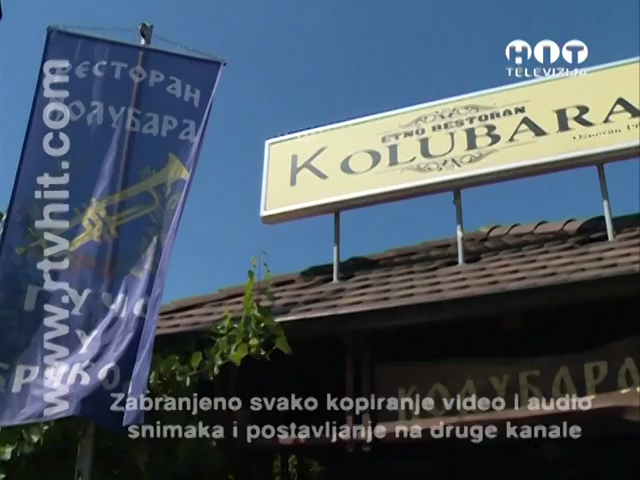 HIT
TELEVIZIJA
www.rtvhit.com
РЕСТОРАН
КОЛУБАРА
ETNO RESTORAN
KOLUBARA
Osnovan
У
КОЛУБАРА
Zabranjeno svako kopiranje video i audio
snimaka i postavljanje na druge kanale